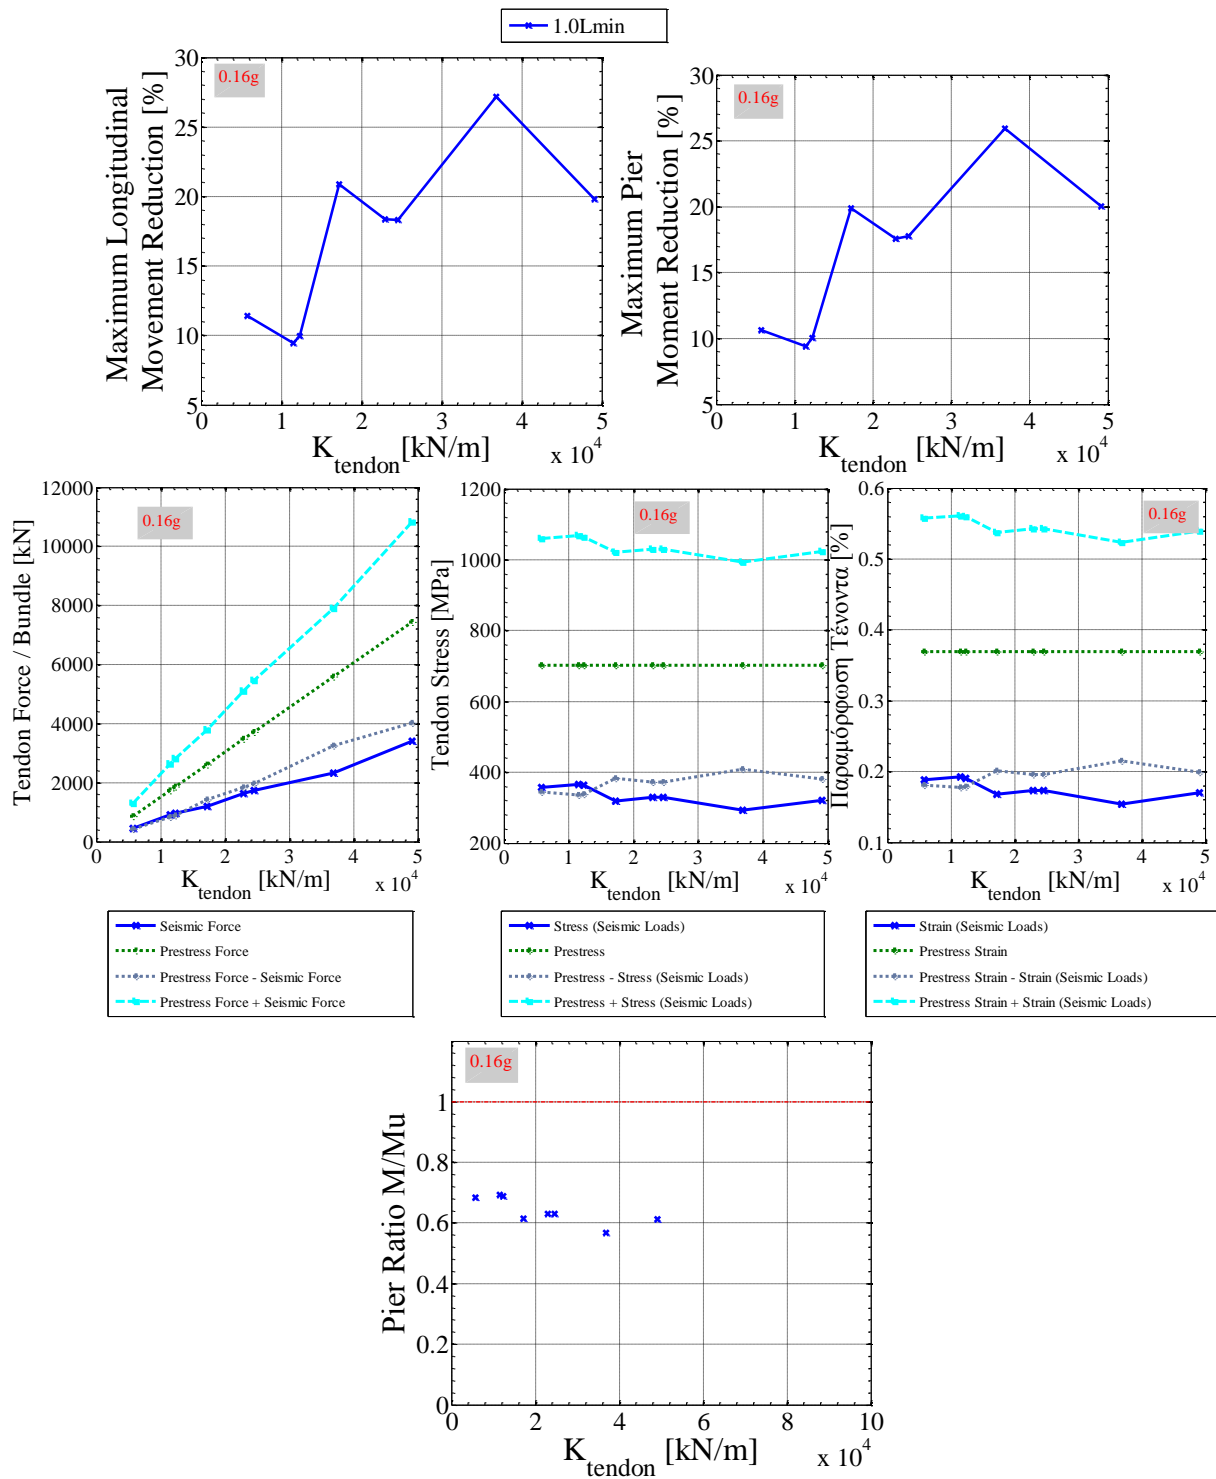 1.0Lmin
30
25
20
15
10
5
0 1 2 3 4 5
0.16g
Maximum Longitudinal
Movement Reduction [%]
K_tendon [kN/m]
x 10^4
30
25
20
15
10
5
0 1 2 3 4 5
0.16g
Maximum Pier
Moment Reduction [%]
K_tendon [kN/m]
x 10^4
12000
10000
8000
6000
4000
2000
0
0 1 2 3 4 5
0.16g
Tendon Force / Bundle [kN]
K_tendon [kN/m]
x 10^4
1200
1000
800
600
400
200
0 1 2 3 4 5
0.16g
Tendon Stress [MPa]
K_tendon [kN/m]
x 10^4
0.6
0.5
0.4
0.3
0.2
0.1
0 1 2 3 4 5
0.16g
Παραμόρφωση Τένοντα [%]
K_tendon [kN/m]
x 10^4
Seismic Force
Prestress Force
Prestress Force - Seismic Force
Prestress Force + Seismic Force
Stress (Seismic Loads)
Prestress
Prestress - Stress (Seismic Loads)
Prestress + Stress (Seismic Loads)
Strain (Seismic Loads)
Prestress Strain
Prestress Strain - Strain (Seismic Loads)
Prestress Strain + Strain (Seismic Loads)
0.16g
1
0.8
0.6
0.4
0.2
0
0 2 4 6 8 10
Pier Ratio M/Mu
K_tendon [kN/m]
x 10^4